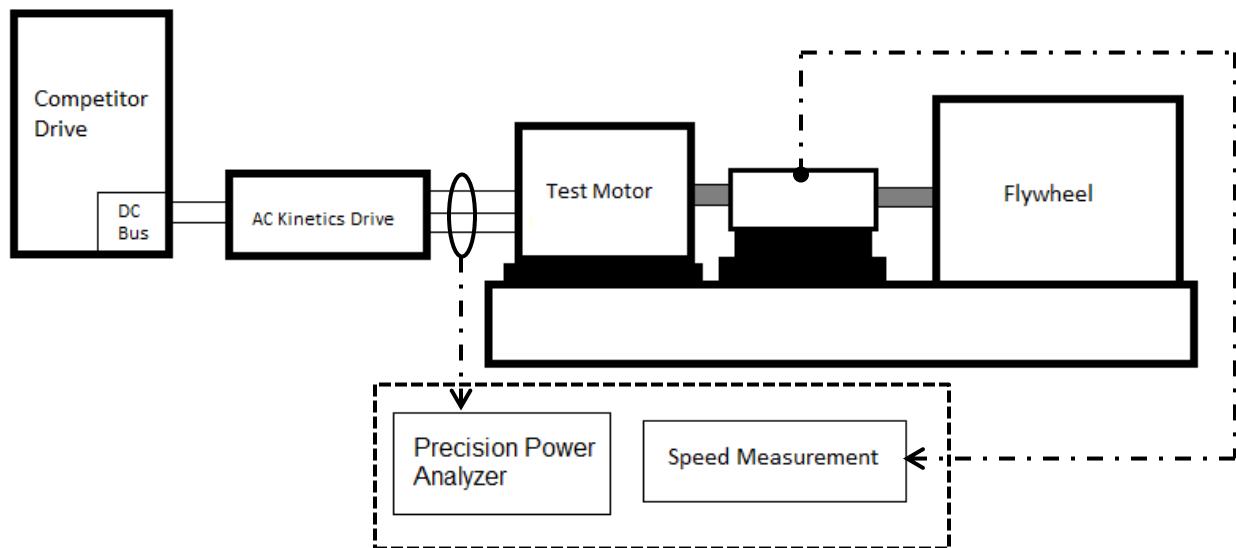 Competitor
Drive
DC
Bus
AC Kinetics Drive
Test Motor
Flywheel
Precision Power
Analyzer
Speed Measurement